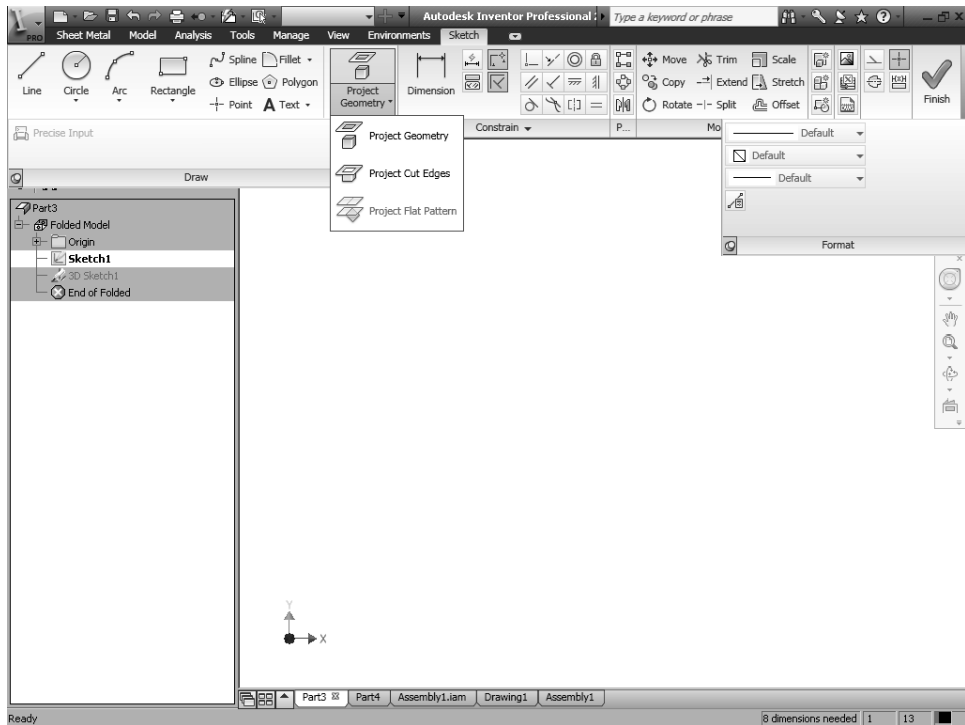 Autodesk Inventor Professional
Type a keyword or phrase
PRO
Sheet Metal Model Analysis Tools Manage View Environments Sketch
Line
Circle
Arc
Rectangle
Spline
Fillet
Ellipse
Polygon
Point
A Text
Project Geometry
Dimension
Move
Trim
Scale
Copy
Extend
Stretch
Rotate
Split
Offset
Finish
Precise Input
Draw
Project Geometry
Project Cut Edges
Project Flat Pattern
Constrain
P...
Mo
Default
Default
Default
Format
Part3
Folded Model
Origin
Sketch1
3D Sketch1
End of Folded
Y
X
Part3 Part4 Assembly1.iam Drawing1 Assembly1
Ready
8 dimensions needed 1 13